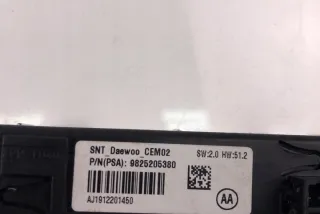 SNT_Daewoo_CEM02
P/N(PSA): 9825205380
SW:2.0 HW:51.2
AJ1912201450
AA